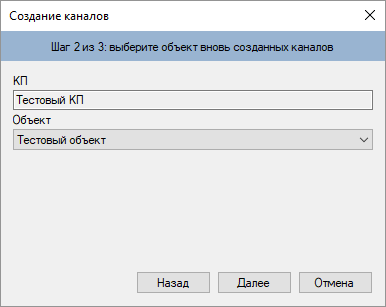 Создание каналов
Шаг 2 из 3: выберите объект вновь созданных каналов
КП
Тестовый КП
Объект
Тестовый объект
Назад
Далее
Отмена